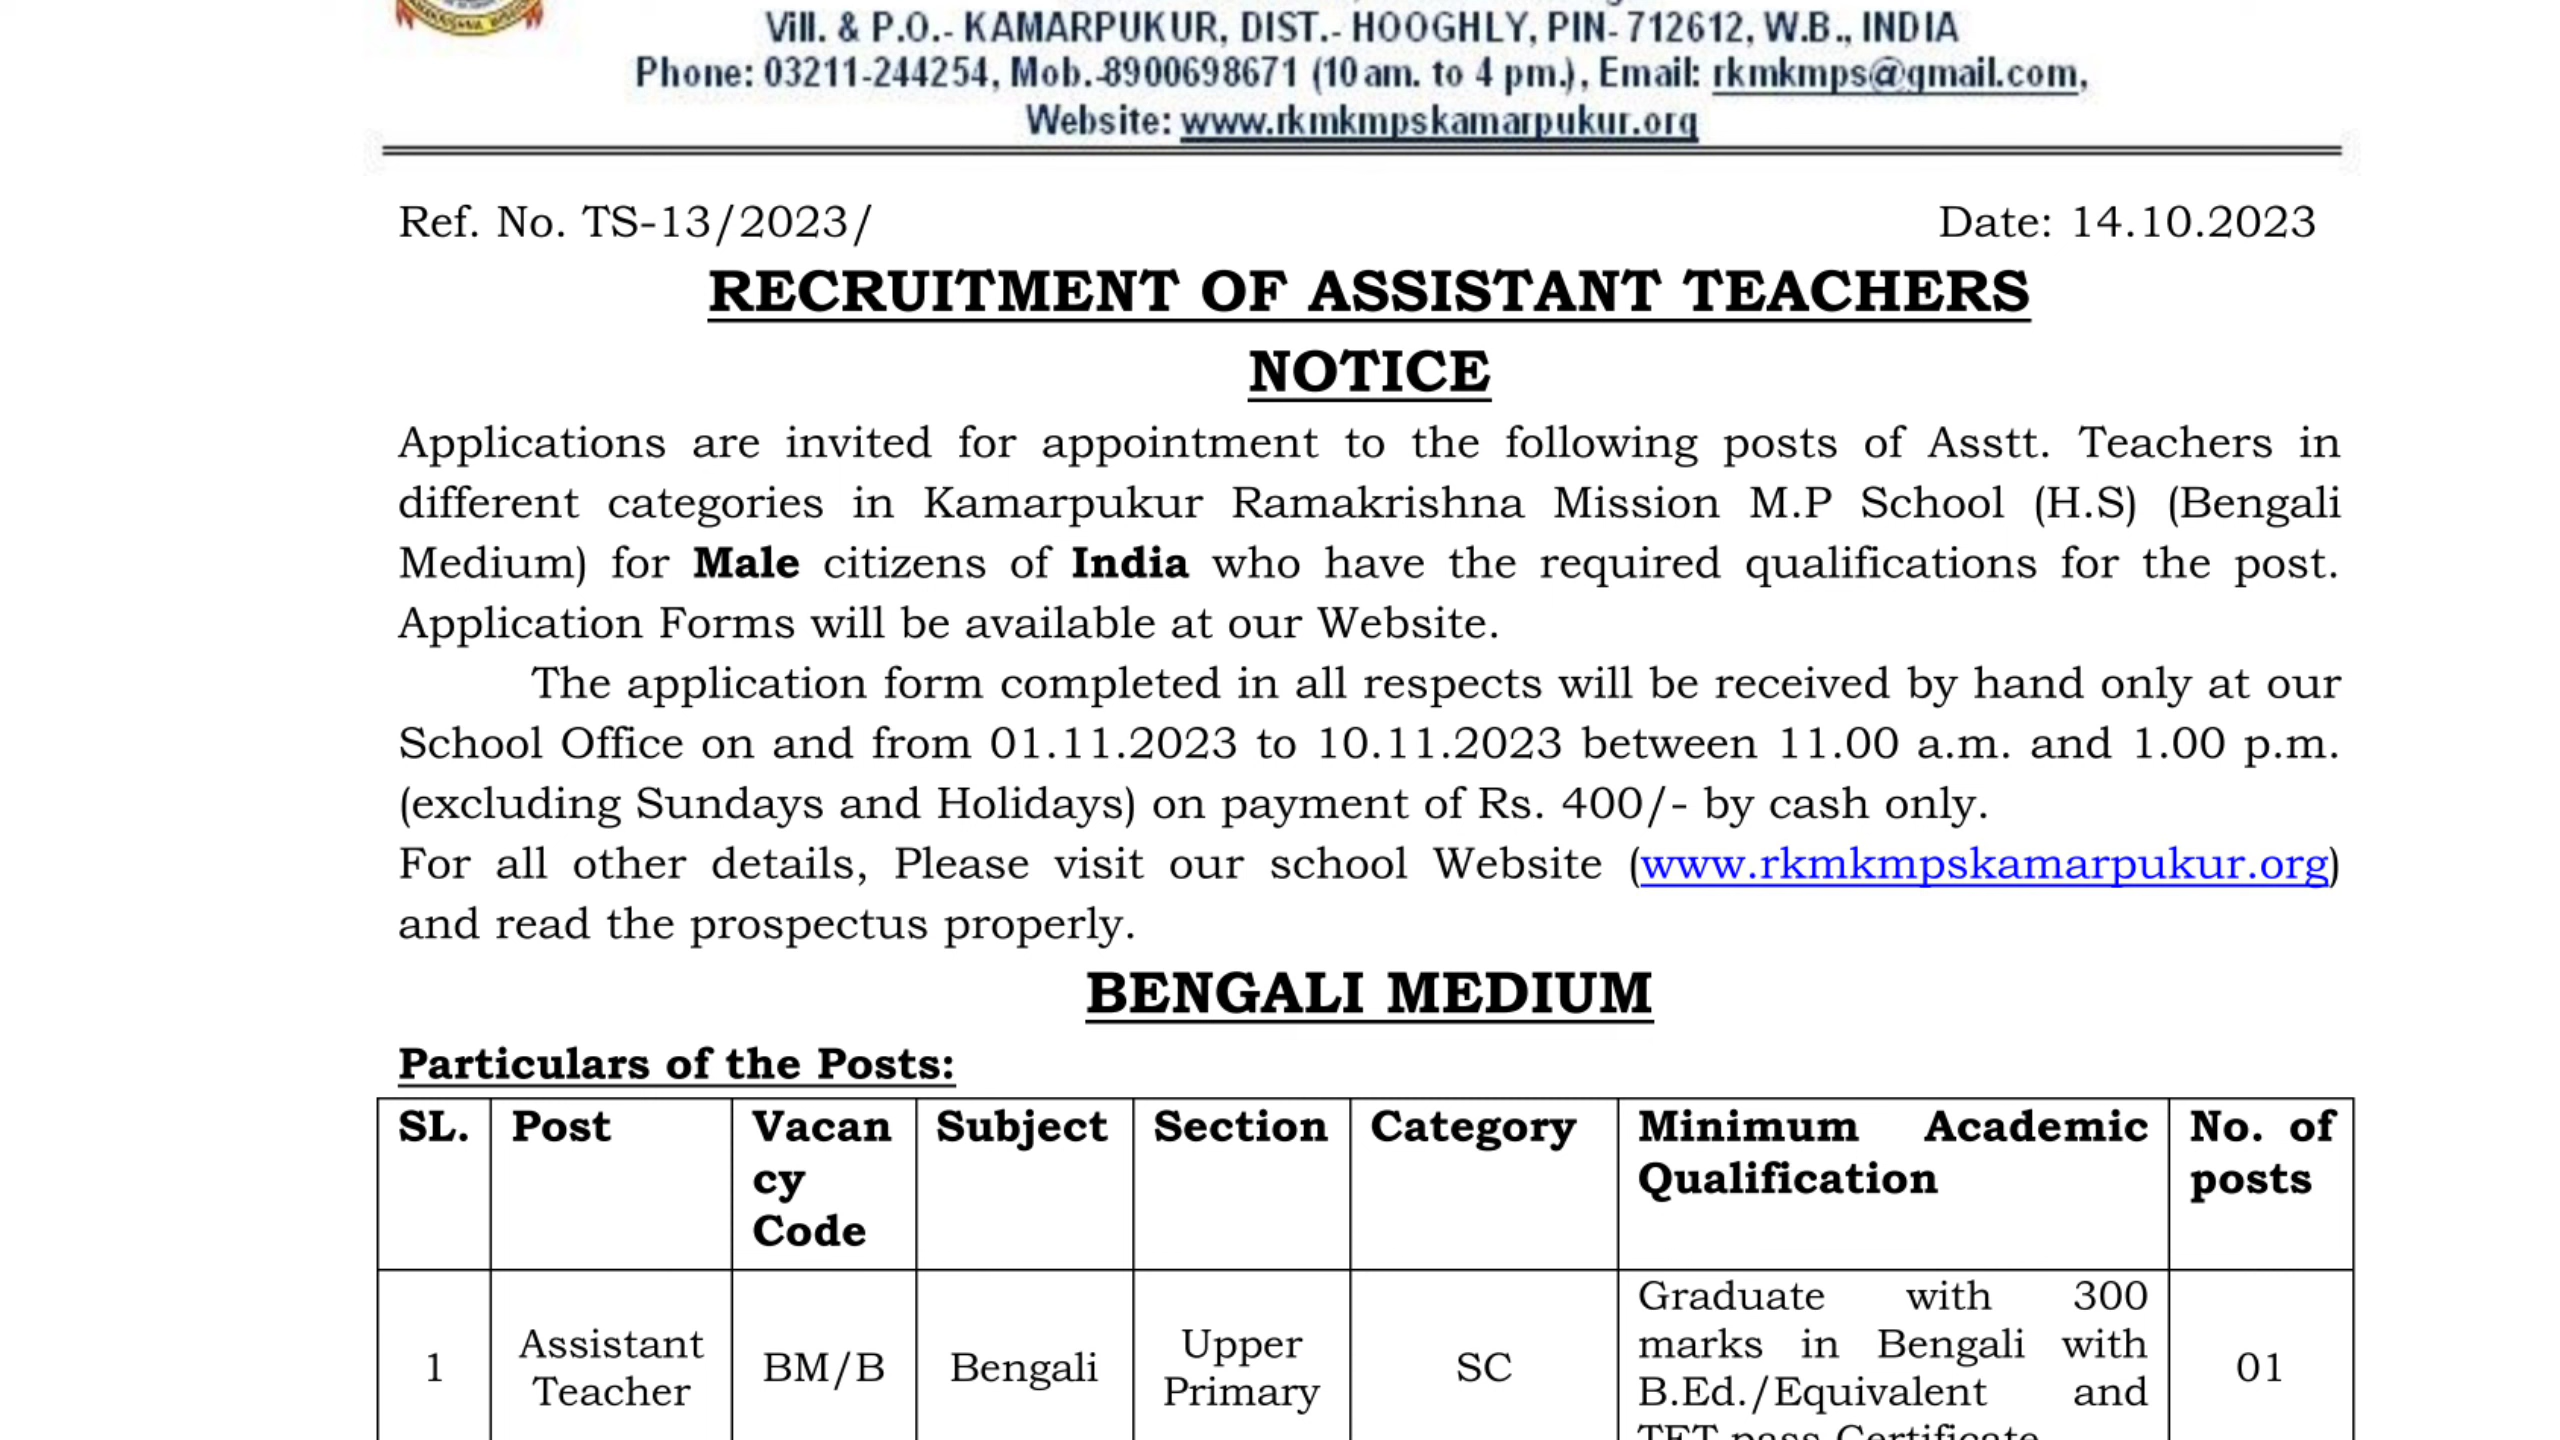 RAMAKRISHNA MISSION
Vill. & P.O.- KAMARPUKUR, DIST.- HOOGHLY, PIN- 712612, W.B., INDIA
Phone: 03211-244254, Mob.-8900698671 (10 am. to 4 pm.), Email: rkmkmps@gmail.com,
Website: www.rkmkmpskamarpukur.org
Ref. No. TS-13/2023/ Date: 14.10.2023
RECRUITMENT OF ASSISTANT TEACHERS
NOTICE
Applications are invited for appointment to the following posts of Asstt. Teachers in
different categories in Kamarpukur Ramakrishna Mission M.P School (H.S) (Bengali
Medium) for Male citizens of India who have the required qualifications for the post.
Application Forms will be available at our Website.
The application form completed in all respects will be received by hand only at our
School Office on and from 01.11.2023 to 10.11.2023 between 11.00 a.m. and 1.00 p.m.
(excluding Sundays and Holidays) on payment of Rs. 400/- by cash only.
For all other details, Please visit our school Website (www.rkmkmpskamarpukur.org)
and read the prospectus properly.
BENGALI MEDIUM
Particulars of the Posts:
SL. Post Vacan Subject Section Category Minimum Academic No. of
cy Qualification posts
Code
Graduate with 300
Assistant Upper marks in Bengali with
1 BM/B Bengali SC 01
Teacher Primary B.Ed./Equivalent and
TET pass Certificate